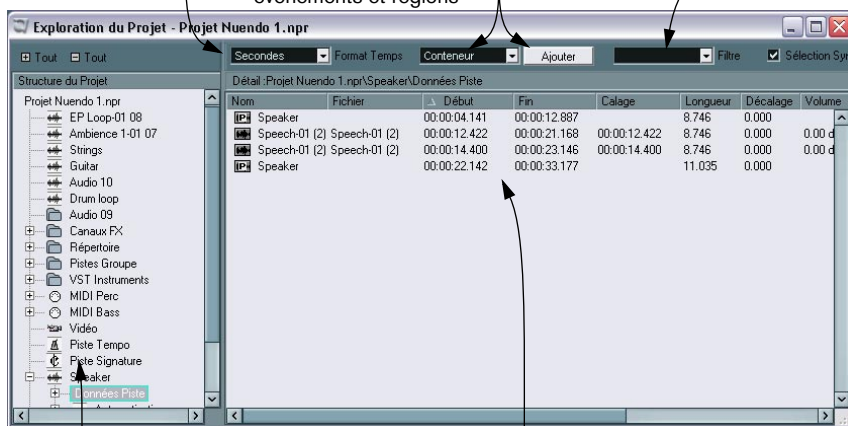 événements et régions
Exploration du Projet - Projet Nuendo 1.npr
Tout Tout Secondes Format Temps Conteneur Ajouter Filtre Sélection Syn
Structure du Projet Détail :Projet Nuendo 1.npr\Speaker\Données Piste
Projet Nuendo 1.npr
EP Loop-01 08
Ambience 1-01 07
Strings
Guitar
Audio 10
Drum loop
Audio 09
Canaux FX
Répertoire
Pistes Groupe
VST Instruments
MIDI Perc
MIDI Bass
Vidéo
Piste Tempo
Piste Signature
Speaker
Données Piste
Nom Fichier Début Fin Calage Longueur Décalage Volume
Speaker 00:00:04.141 00:00:12.887 8.746 0.000
Speech-01 (2) Speech-01 (2) 00:00:12.422 00:00:21.168 00:00:12.422 8.746 0.000 0.00 d
Speech-01 (2) Speech-01 (2) 00:00:14.400 00:00:23.146 00:00:14.400 8.746 0.000 0.00 d
Speaker 00:00:22.142 00:00:33.177 11.035 0.000